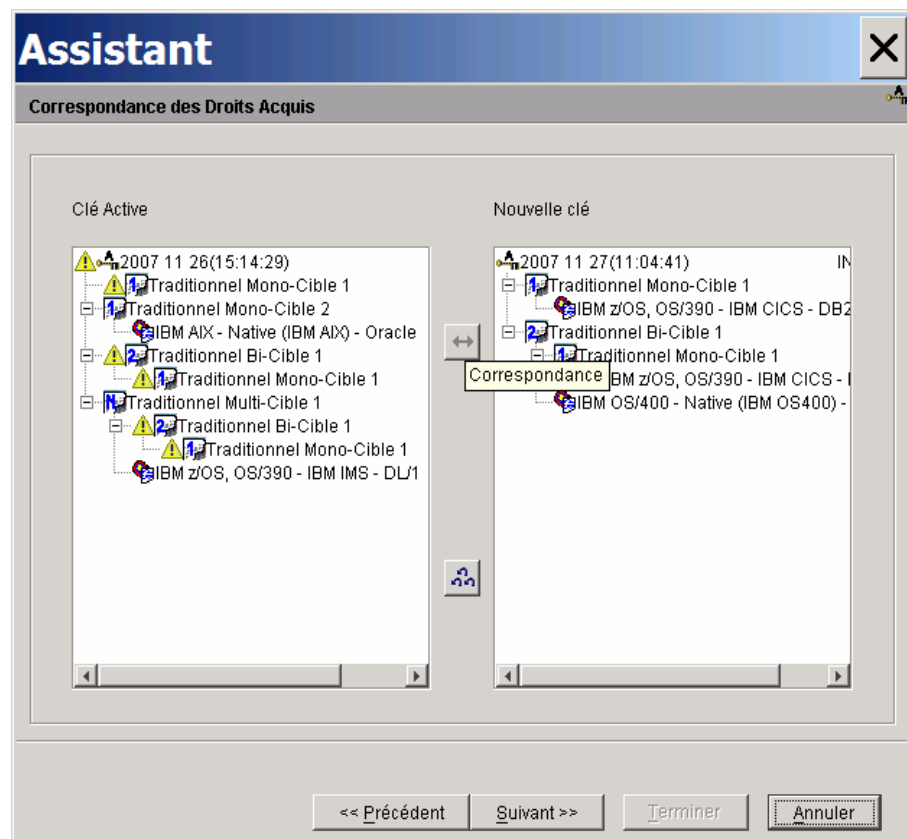 Assistant
Correspondance des Droits Acquis
Clé Active
Nouvelle clé
2007 11 26(15:14:29)
Traditionnel Mono-Cible 1
Traditionnel Mono-Cible 2
IBM AIX - Native (IBM AIX) - Oracle
Traditionnel Bi-Cible 1
Traditionnel Mono-Cible 1
Traditionnel Multi-Cible 1
Traditionnel Bi-Cible 1
Traditionnel Mono-Cible 1
IBM z/OS, OS/390 - IBM IMS - DL/1
Correspondance
2007 11 27(11:04:41) IN
Traditionnel Mono-Cible 1
IBM z/OS, OS/390 - IBM CICS - DB2
Traditionnel Bi-Cible 1
Traditionnel Mono-Cible 1
BM z/OS, OS/390 - IBM CICS - I
IBM OS/400 - Native (IBM OS400) -
<< Précédent
Suivant >>
Terminer
Annuler